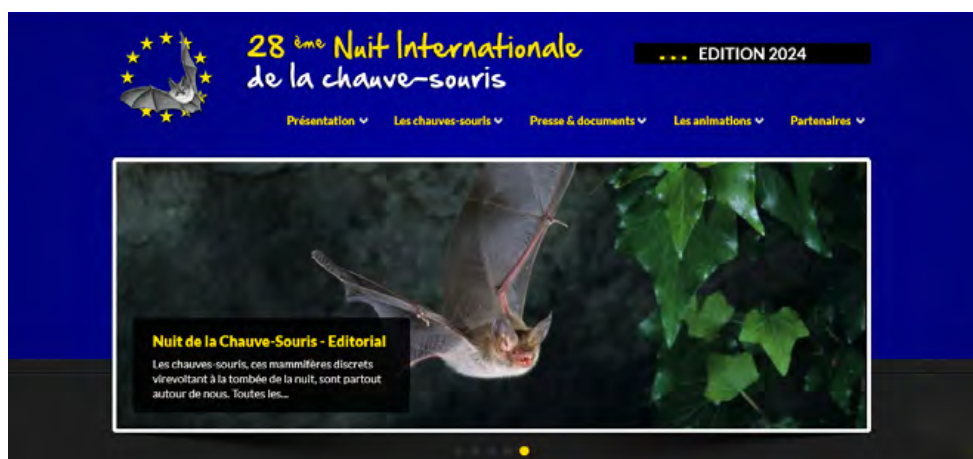 28 ème Nuit Internationale
de la chauve-souris
... EDITION 2024
Présentation
Les chauves-souris
Presse & documents
Les animations
Partenaires
Nuit de la Chauve-Souris - Editorial
Les chauves-souris, ces mammifères discrets
virevoltant à la tombée de la nuit, sont partout
autour de nous. Toutes les...